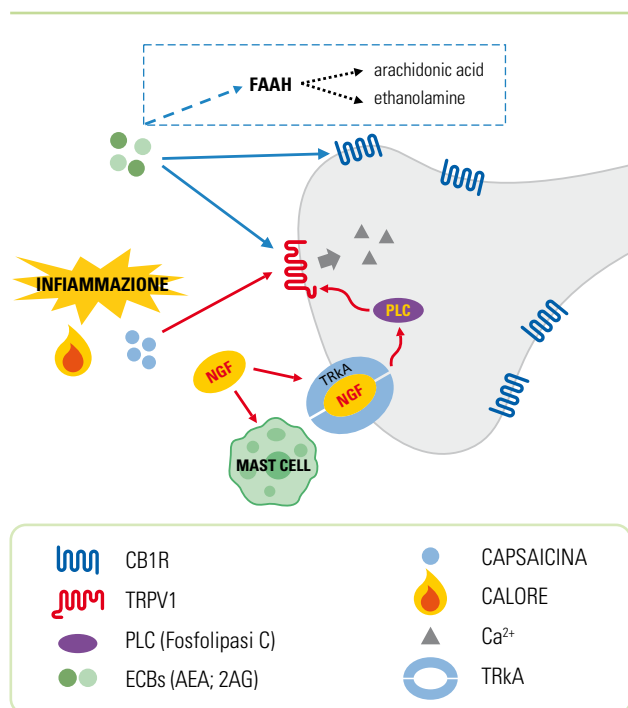 arachidonic acid
FAAH
ethanolamine
INFIAMMAZIONE
PLC
NGF
TRkA
NGF
MAST CELL
CB1R
TRPV1
PLC (Fosfolipasi C)
ECBs (AEA; 2AG)
CAPSAICINA
CALORE
Ca²⁺
TRkA